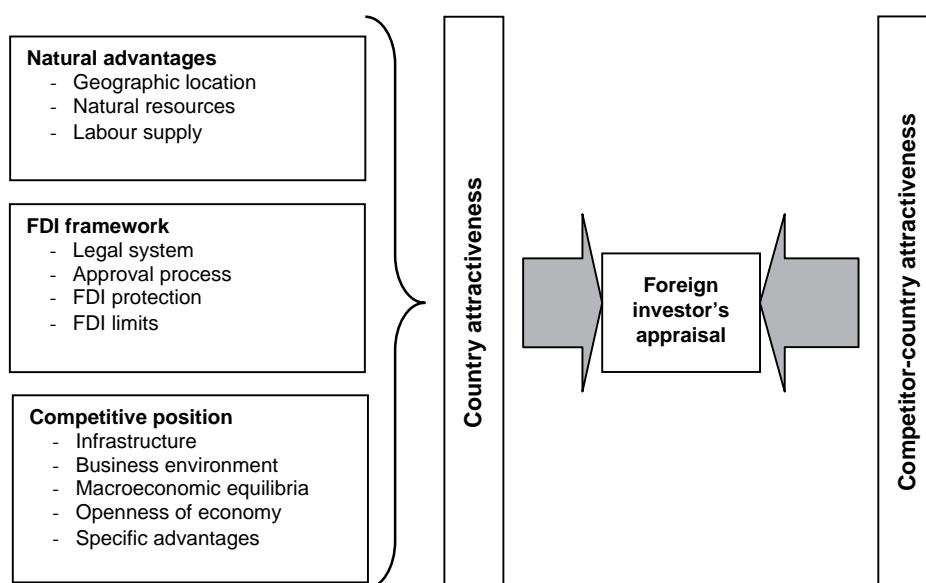 Natural advantages
- Geographic location
- Natural resources
- Labour supply
FDI framework
- Legal system
- Approval process
- FDI protection
- FDI limits
Competitive position
- Infrastructure
- Business environment
- Macroeconomic equilibria
- Openness of economy
- Specific advantages
Country attractiveness
Foreign
investor’s
appraisal
Competitor-country attractiveness